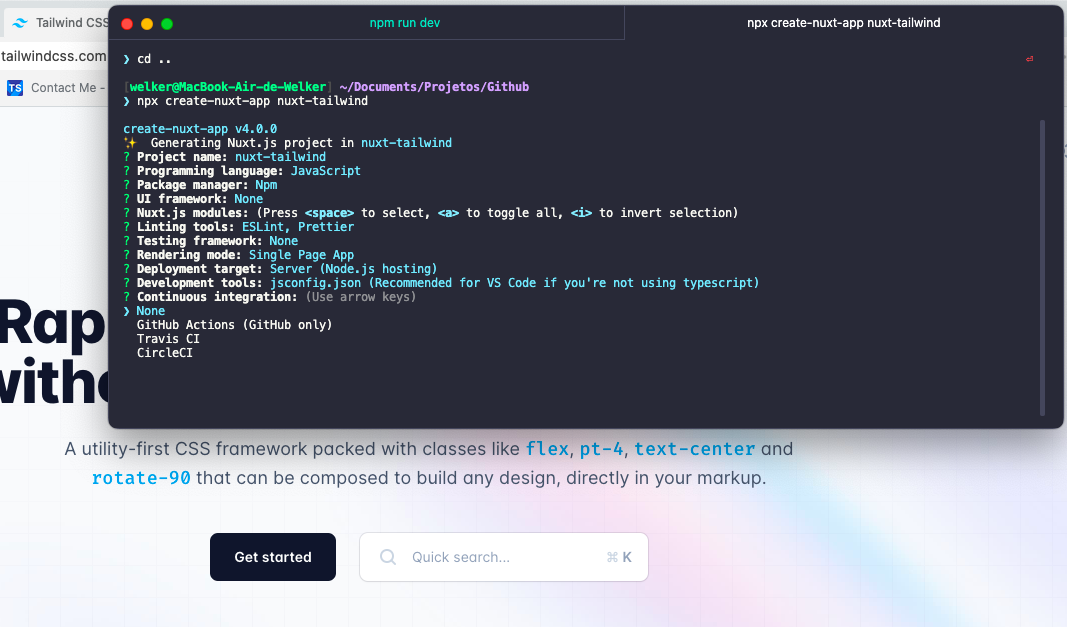 Tailwind CSS
npm run dev
npx create-nuxt-app nuxt-tailwind
tailwindcss.com
TS Contact Me -
❯ cd ..
[welker@MacBook-Air-de-Welker] ~/Documents/Projetos/Github
❯ npx create-nuxt-app nuxt-tailwind
create-nuxt-app v4.0.0
✨ Generating Nuxt.js project in nuxt-tailwind
? Project name: nuxt-tailwind
? Programming language: JavaScript
? Package manager: Npm
? UI framework: None
? Nuxt.js modules: (Press <space> to select, <a> to toggle all, <i> to invert selection)
? Linting tools: ESLint, Prettier
? Testing framework: None
? Rendering mode: Single Page App
? Deployment target: Server (Node.js hosting)
? Development tools: jsconfig.json (Recommended for VS Code if you're not using typescript)
? Continuous integration: (Use arrow keys)
❯ None
GitHub Actions (GitHub only)
Travis CI
CircleCI
Rap
witho
A utility-first CSS framework packed with classes like flex, pt-4, text-center and
rotate-90 that can be composed to build any design, directly in your markup.
Get started
Quick search... ⌘ K